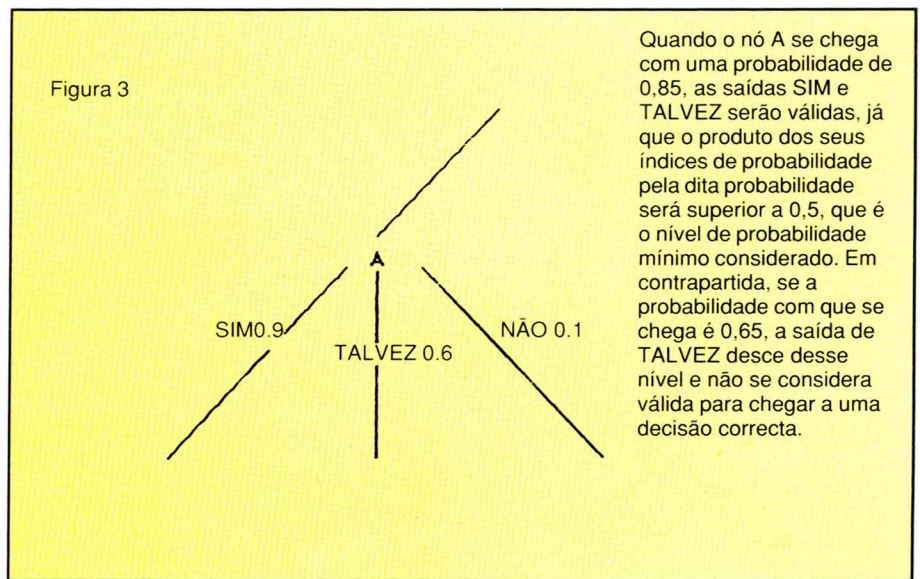 Figura 3
A
SIM0.9
TALVEZ 0.6
NÃO 0.1
Quando o nó A se chega
com uma probabilidade de
0,85, as saídas SIM e
TALVEZ serão válidas, já
que o produto dos seus
índices de probabilidade
pela dita probabilidade
será superior a 0,5, que é
o nível de probabilidade
mínimo considerado. Em
contrapartida, se a
probabilidade com que se
chega é 0,65, a saída de
TALVEZ desce desse
nível e não se considera
válida para chegar a uma
decisão correcta.